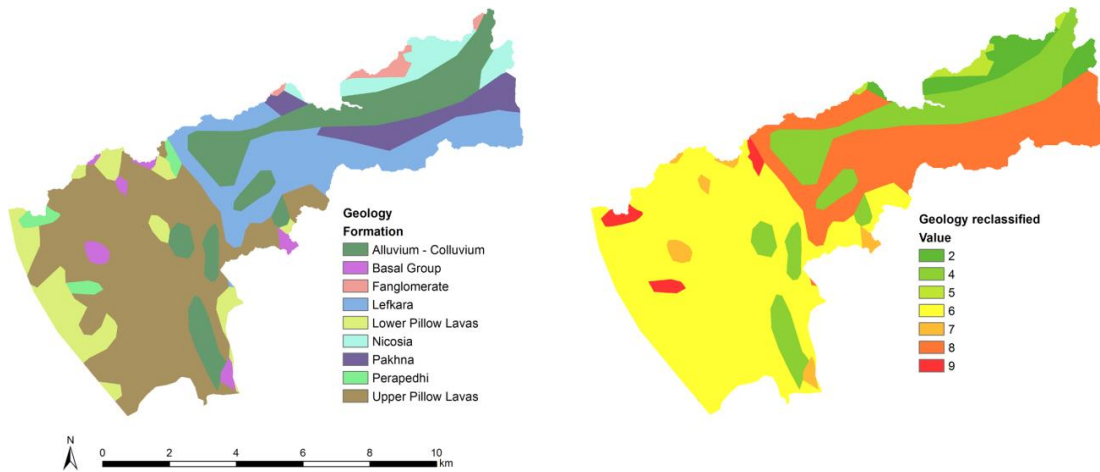 Geology
Formation
Alluvium - Colluvium
Basal Group
Fanglomerate
Lefkara
Lower Pillow Lavas
Nicosia
Pakhna
Perapedhi
Upper Pillow Lavas
Geology reclassified
Value
2
4
5
6
7
8
9
N
0 2 4 6 8 10
km